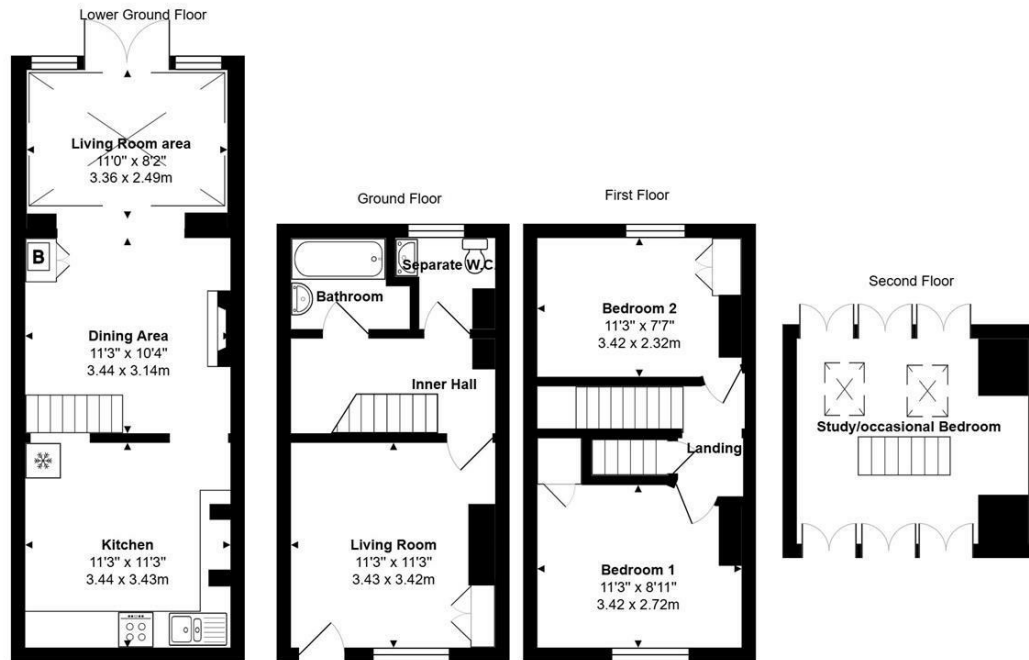 Lower Ground Floor
Living Room area
11'0" x 8'2"
3.36 x 2.49m
B
Dining Area
11'3" x 10'4"
3.44 x 3.14m
Kitchen
11'3" x 11'3"
3.44 x 3.43m
Ground Floor
Separate W.C.
Bathroom
Inner Hall
Living Room
11'3" x 11'3"
3.43 x 3.42m
First Floor
Bedroom 2
11'3" x 7'7"
3.42 x 2.32m
Landing
Bedroom 1
11'3" x 8'11"
3.42 x 2.72m
Second Floor
Study/occasional Bedroom